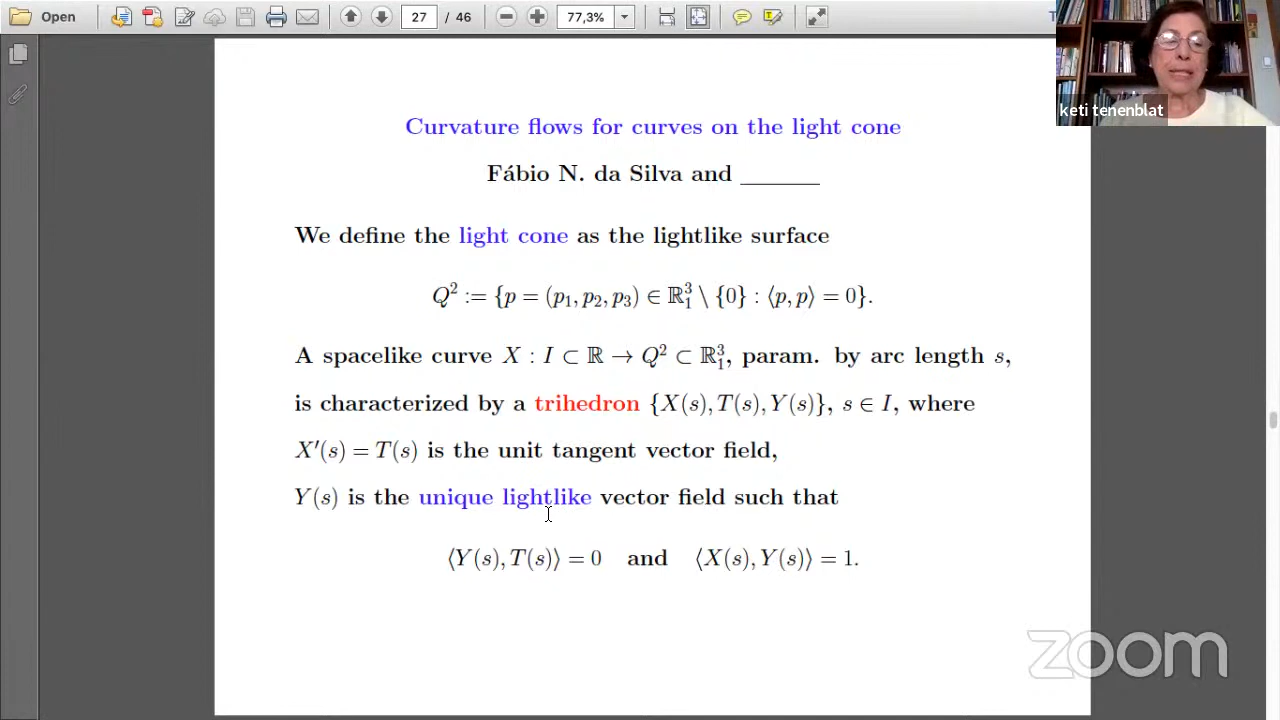 Open
27 / 46
77,3%
keti tenenblat
Curvature flows for curves on the light cone
Fábio N. da Silva and ______
We define the light cone as the lightlike surface
Q² := {p = (p₁, p₂, p₃) ∈ ℝ³₁ \ {0} : ⟨p, p⟩ = 0}.
A spacelike curve X : I ⊂ ℝ → Q² ⊂ ℝ³₁, param. by arc length s,
is characterized by a trihedron {X(s), T(s), Y(s)}, s ∈ I, where
X′(s) = T(s) is the unit tangent vector field,
Y(s) is the unique lightlike vector field such that
⟨Y(s), T(s)⟩ = 0 and ⟨X(s), Y(s)⟩ = 1.
zoom